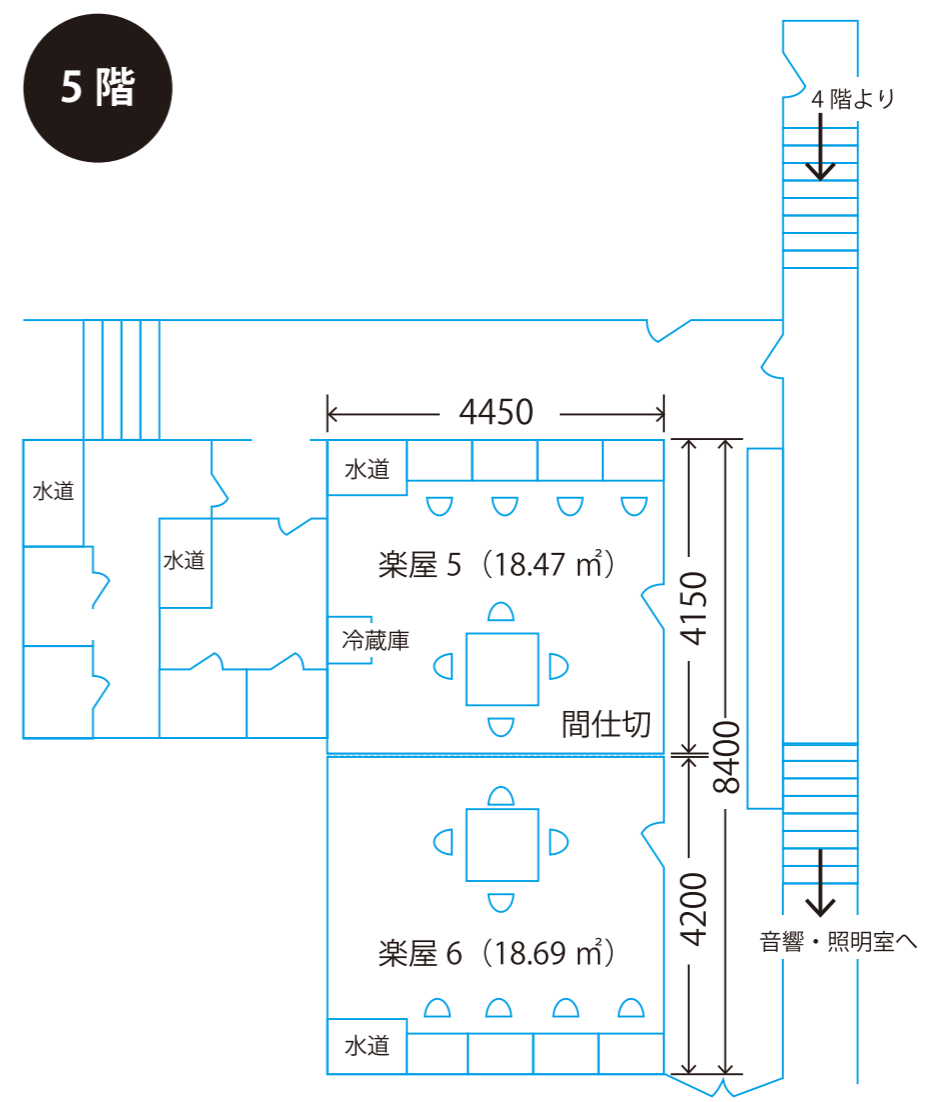 5 階
4 階より
4450
水道
水道
水道
楽屋 5（18.47 ㎡）
4150
冷蔵庫
間仕切
8400
4200
楽屋 6（18.69 ㎡）
音響・照明室へ
水道